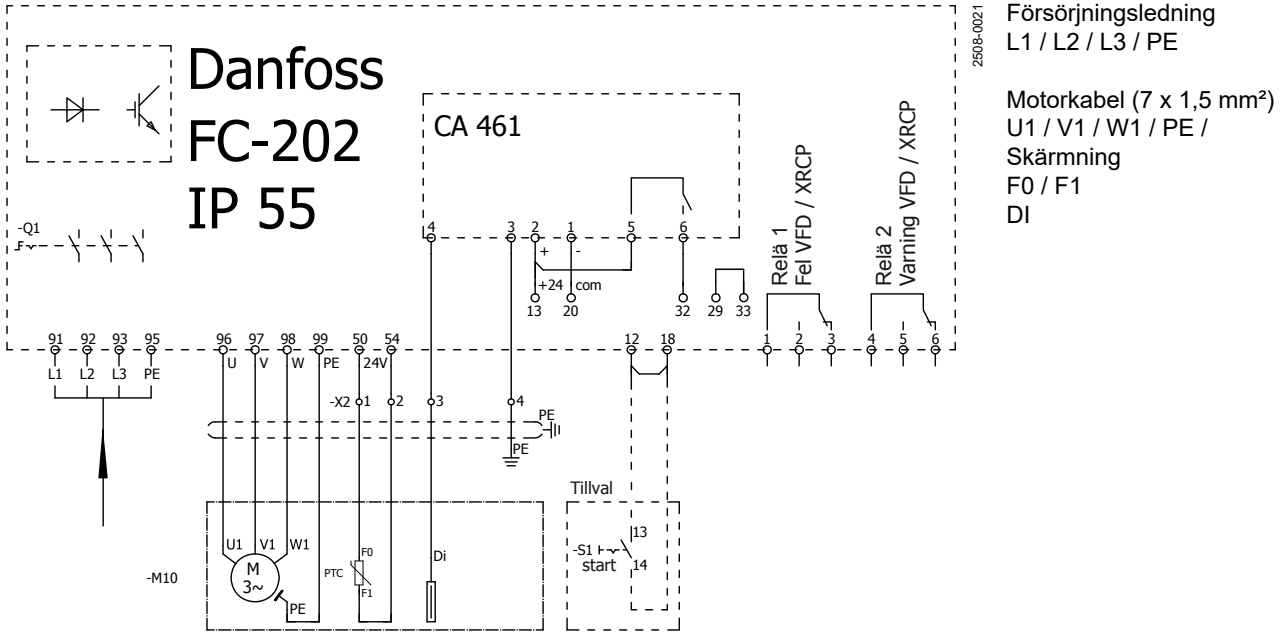 Danfoss
FC-202
IP 55
CA 461
-Q1
4 3 2 1 5 6
+ -
+24 com
13 20 32 29 33
Relä 1
Fel VFD / XRCP
Relä 2
Varning VFD / XRCP
91 92 93 95 96 97 98 99 50 54 12 18 1 2 3 4 5 6
L1 L2 L3 PE U V W PE 24V
-X2 1 2 3 4
PE
PE
Tillval
U1 V1 W1
M
3~
PE
-M10
PTC
F0
F1
Di
-S1
start
13
14
2508-0021
Försörjningsledning
L1 / L2 / L3 / PE
Motorkabel (7 x 1,5 mm²)
U1 / V1 / W1 / PE /
Skärmning
F0 / F1
DI